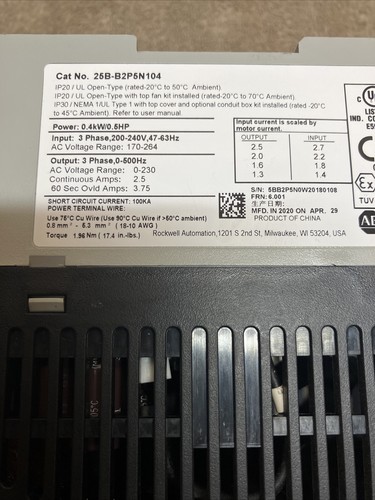 Cat No. 25B-B2P5N104
IP20 / UL Open-Type (rated-20°C to 50°C Ambient)
IP20 / UL Open-Type with top fan kit installed (rated-20°C to 70°C Ambient)
IP30 / NEMA 1/UL Type 1 with top cover and optional conduit box kit installed (rated -20°C
to 45°C Ambient). Refer to user manual
Power: 0.4kW/0.5HP
Input: 3 Phase,200-240V,47-63Hz
AC Voltage Range: 170-264
Output: 3 Phase,0-500Hz
AC Voltage Range: 0-230
Continuous Amps: 2.5
60 Sec Ovld Amps: 3.75
SHORT CIRCUIT CURRENT: 100KA
POWER TERMINAL WIRE:
Use 75°C Cu Wire (Use 90°C Cu Wire if >50°C ambient)
0.8 mm² - 5.3 mm² (18-10 AWG)
Torque 1.96 Nm (17.4 in.-lbs.)
Input current is scaled by
motor current.
OUTPUT INPUT
2.5 2.7
2.0 2.2
1.6 1.8
1.3 1.4
S/N: 5BB2P5N0W20180108
FRN: 6.001
生产日期:
MFD. IN 2020 ON APR. 29
PRODUCT OF CHINA
Rockwell Automation,1201 S 2nd St, Milwaukee, WI 53204, USA
c UL
LIS
IND. CO
E5
Ex
TUV